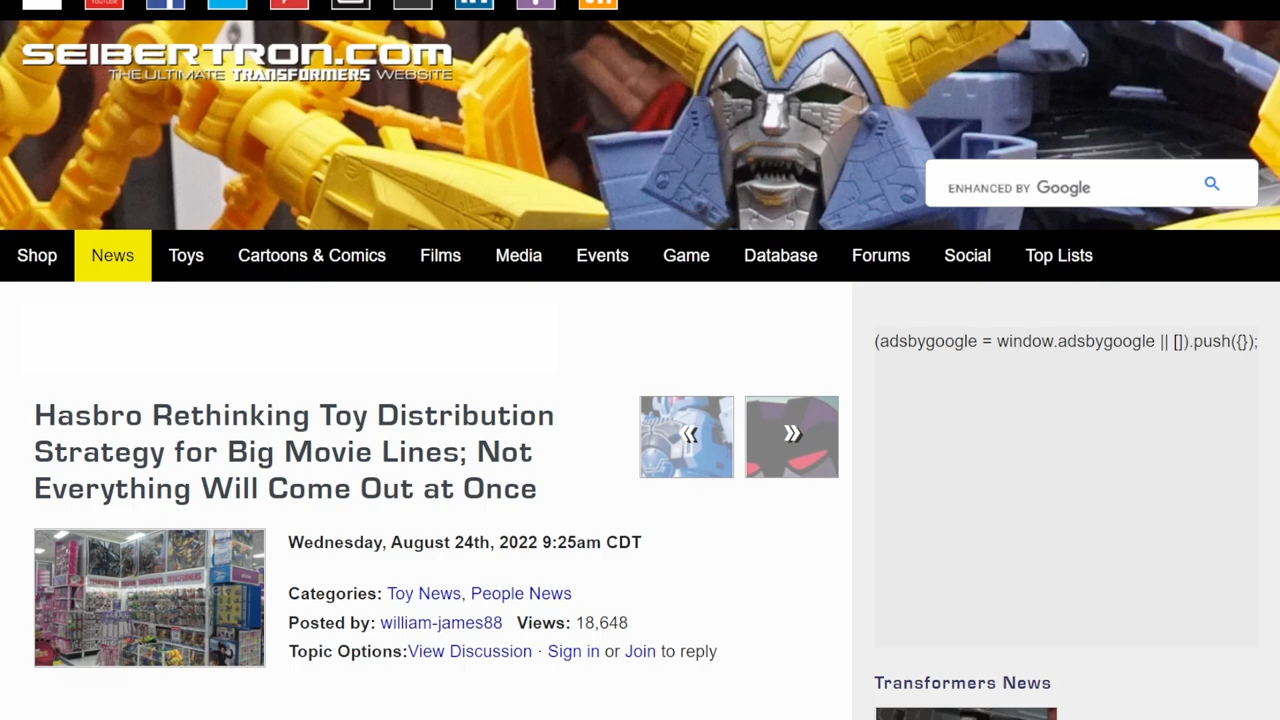 SEIBERTRON.COM
THE ULTIMATE TRANSFORMERS WEBSITE
ENHANCED BY Google
Shop News Toys Cartoons & Comics Films Media Events Game Database Forums Social Top Lists
(adsbygoogle = window.adsbygoogle || []).push({});
Hasbro Rethinking Toy Distribution
Strategy for Big Movie Lines; Not
Everything Will Come Out at Once
« »
Wednesday, August 24th, 2022 9:25am CDT
Categories: Toy News, People News
Posted by: william-james88 Views: 18,648
Topic Options:View Discussion · Sign in or Join to reply
Transformers News